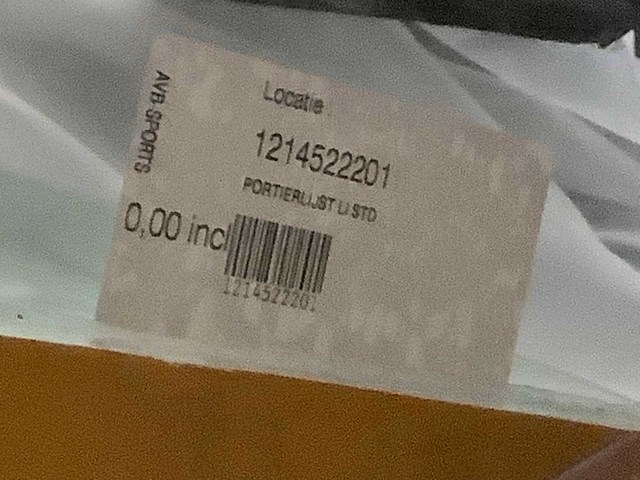 AVB-SPORTS
Locatie
1214522201
PORTIERLIJST LI STD
0,00 incl
1214522201